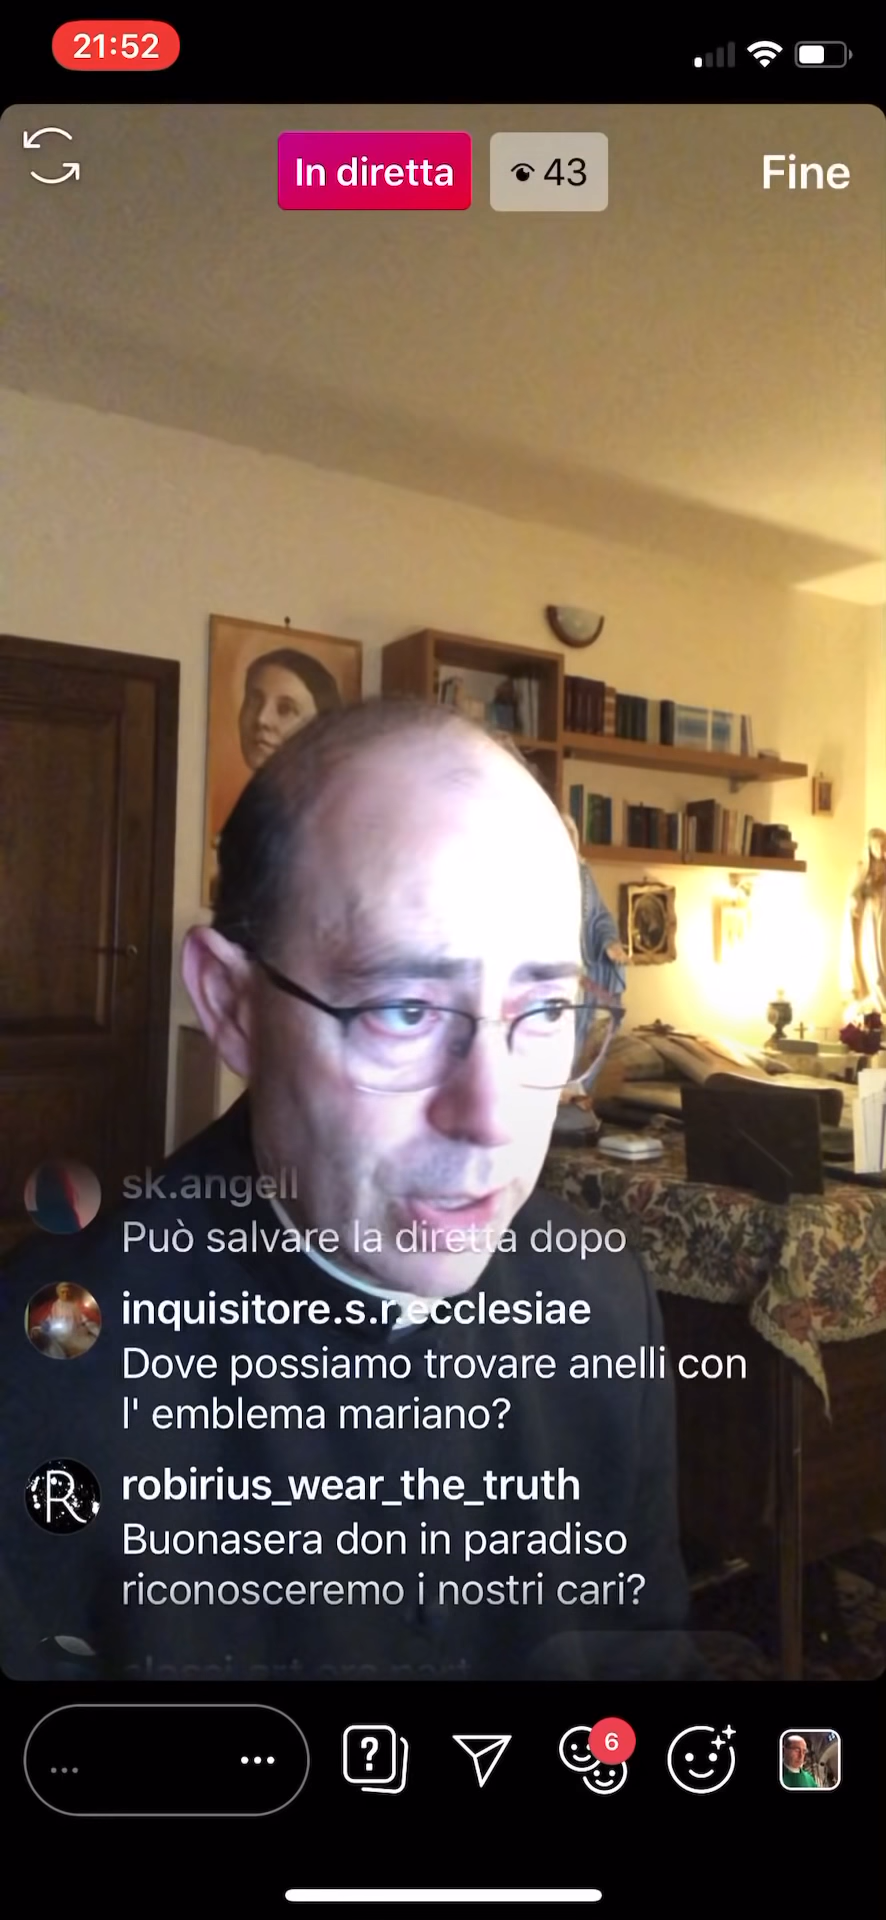 21:52
In diretta
43
Fine
sk.angell
Può salvare la diretta dopo
inquisitore.s.r.ecclesiae
Dove possiamo trovare anelli con
l' emblema mariano?
robirius_wear_the_truth
Buonasera don in paradiso
riconosceremo i nostri cari?
...
6